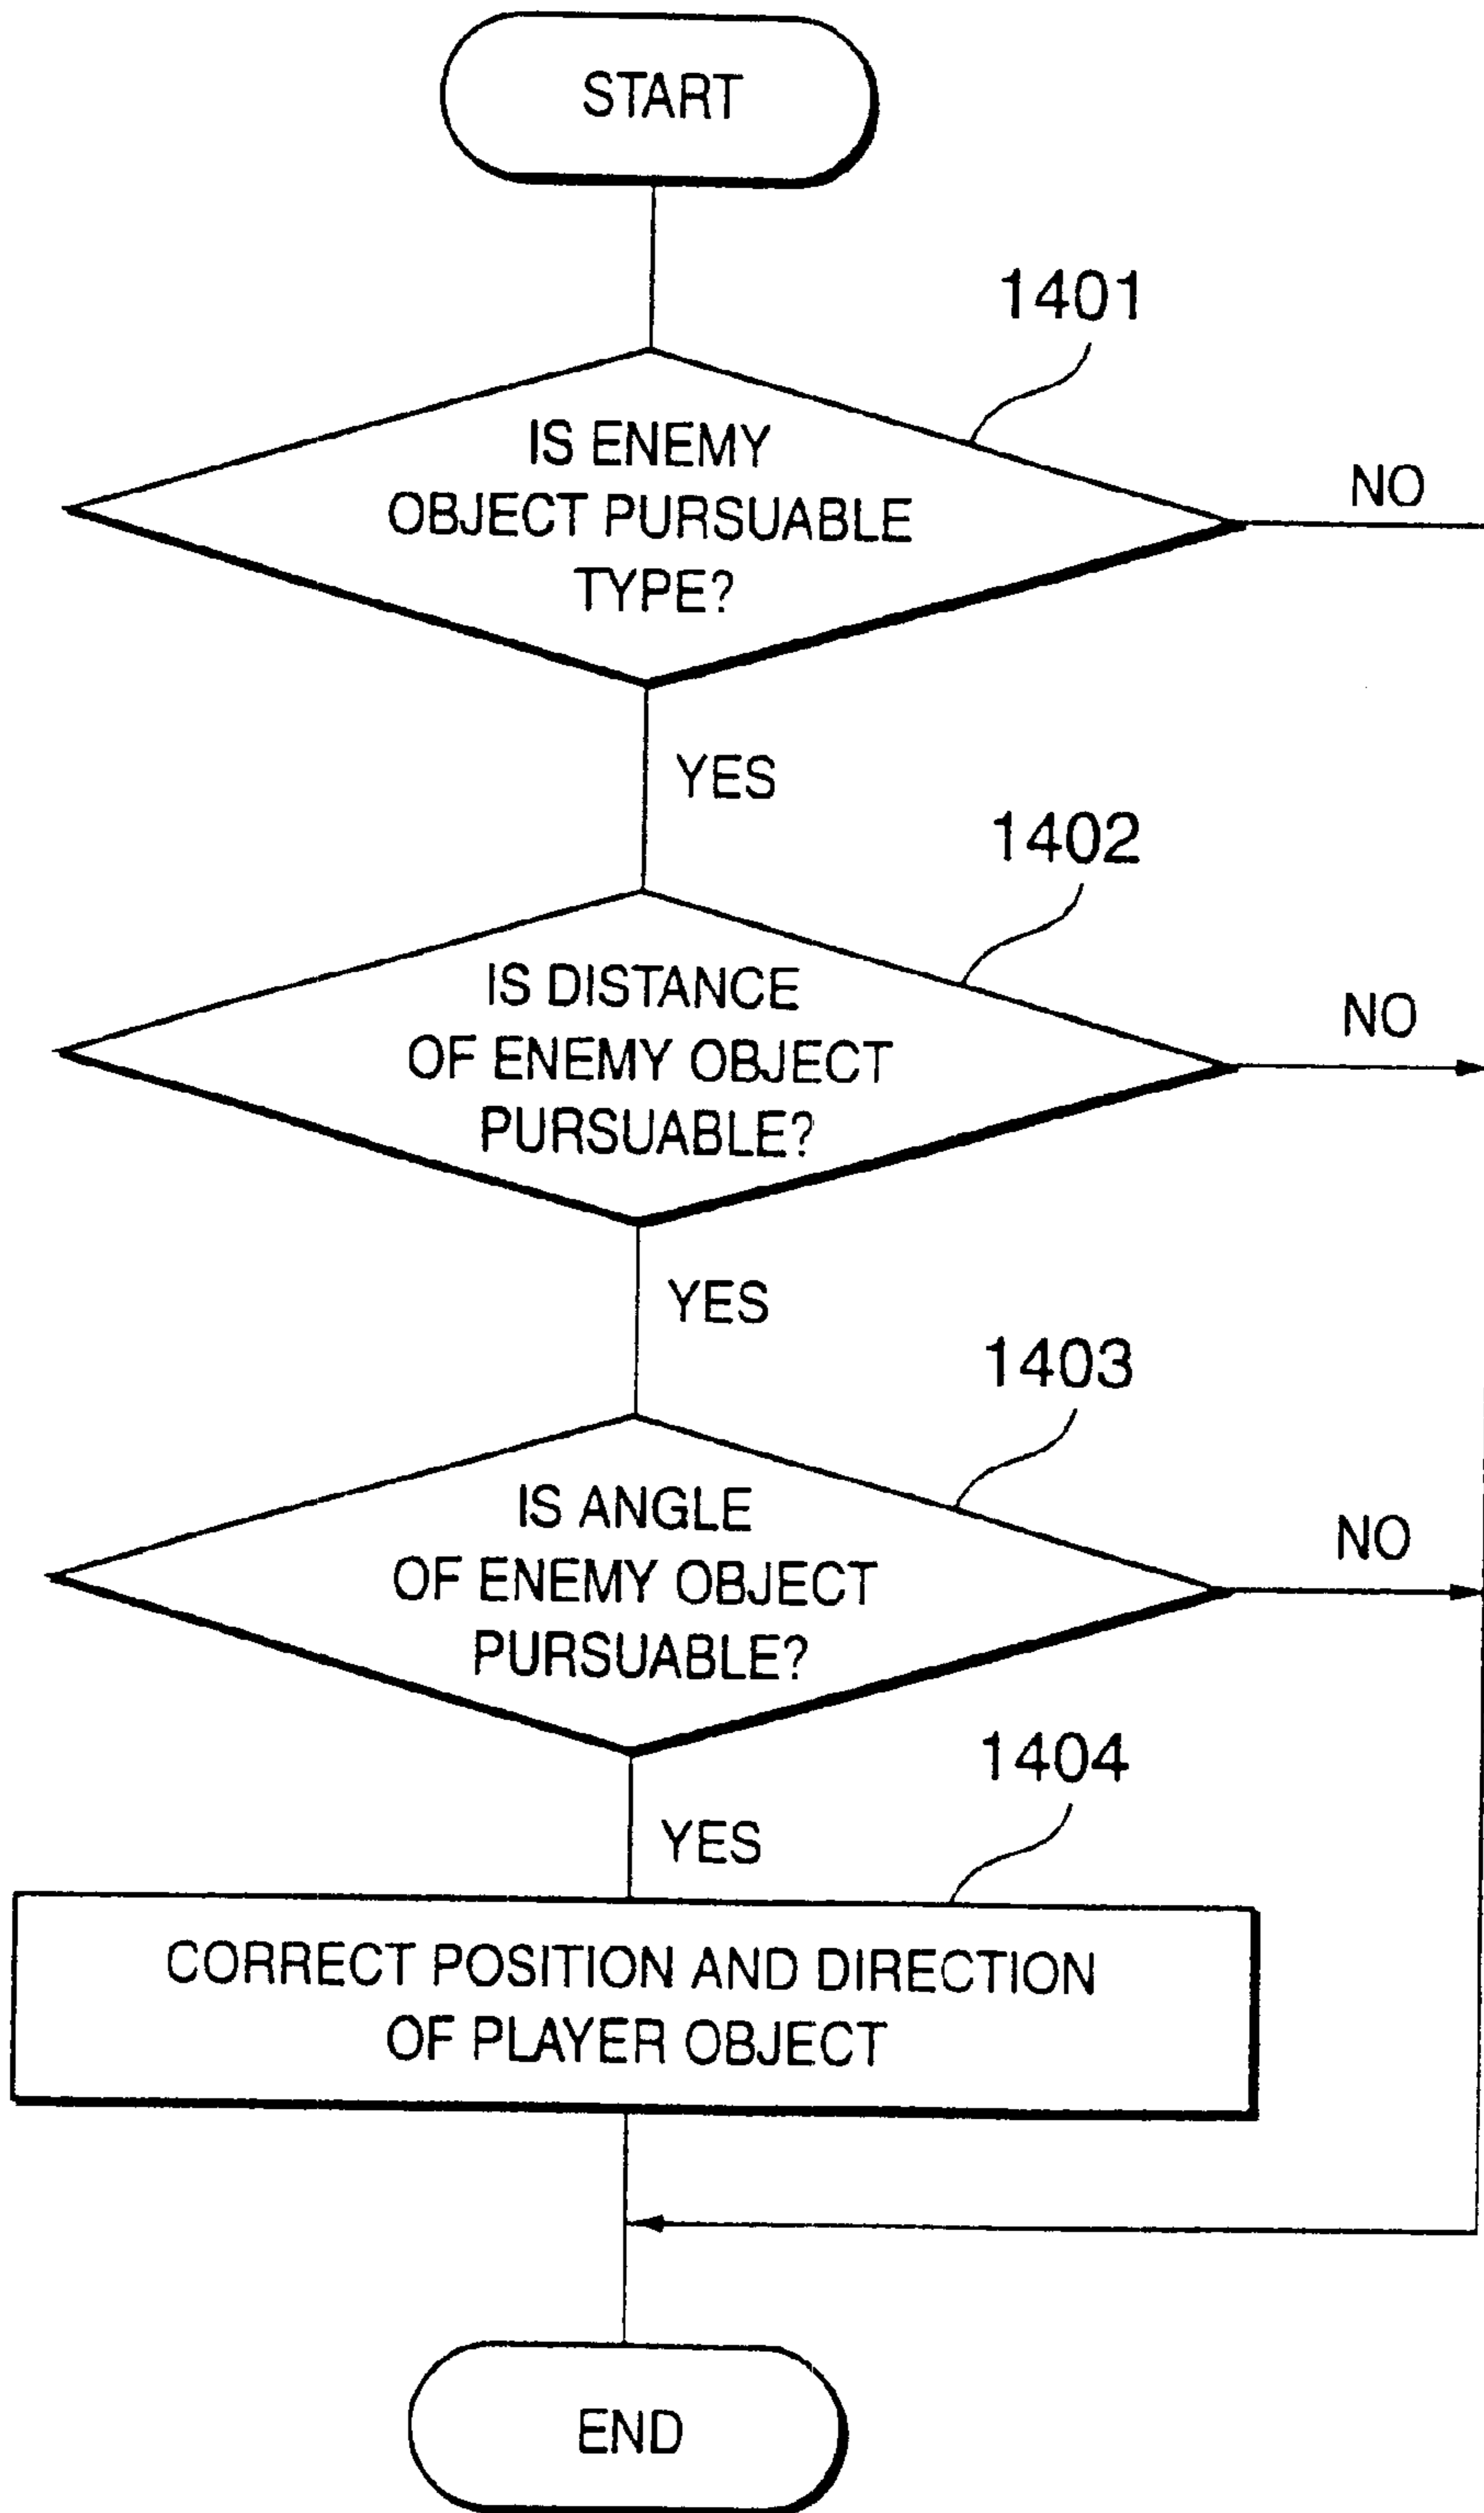 START
1401
IS ENEMY
OBJECT PURSUABLE
TYPE?
NO
YES
1402
IS DISTANCE
OF ENEMY OBJECT
PURSUABLE?
NO
YES
1403
IS ANGLE
OF ENEMY OBJECT
PURSUABLE?
NO
YES
1404
CORRECT POSITION AND DIRECTION
OF PLAYER OBJECT
END